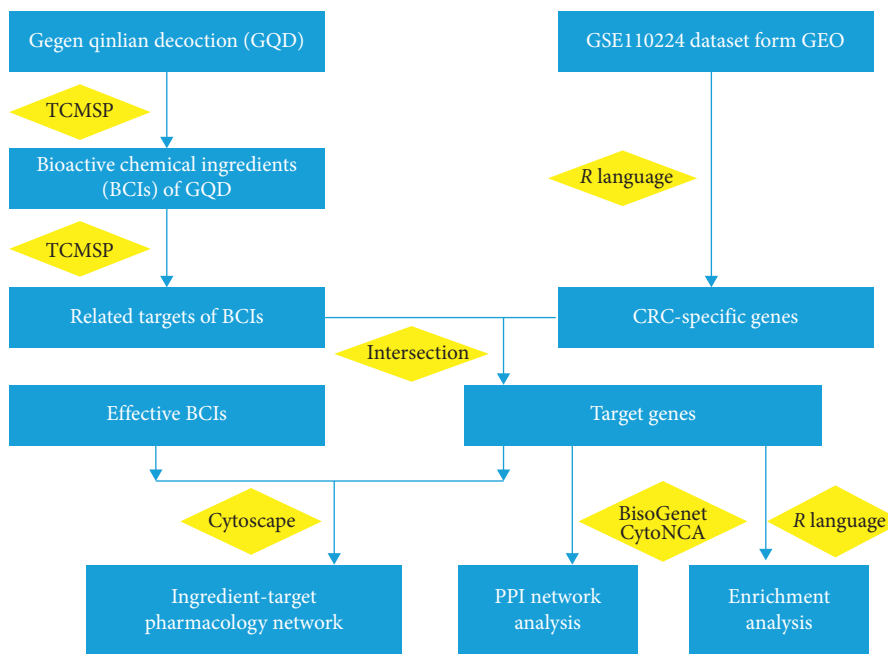 Gegen qinlian decoction (GQD)
GSE110224 dataset form GEO
TCMSP
Bioactive chemical ingredients
(BCIs) of GQD
R language
TCMSP
Related targets of BCIs
CRC-specific genes
Intersection
Effective BCIs
Target genes
Cytoscape
BisoGenet
CytoNCA
R language
Ingredient-target
pharmacology network
PPI network
analysis
Enrichment
analysis